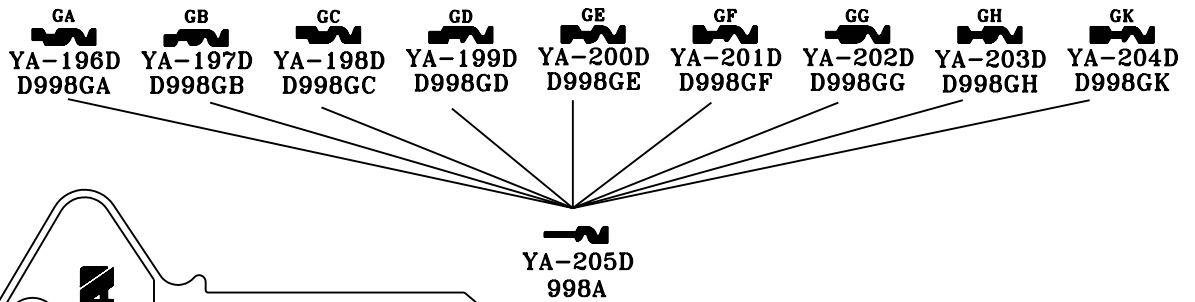 GA GB GC GD GE GF GG GH GK
YA-196D YA-197D YA-198D YA-199D YA-200D YA-201D YA-202D YA-203D YA-204D
D998GA D998GB D998GC D998GD D998GE D998GF D998GG D998GH D998GK
YA-205D
998A